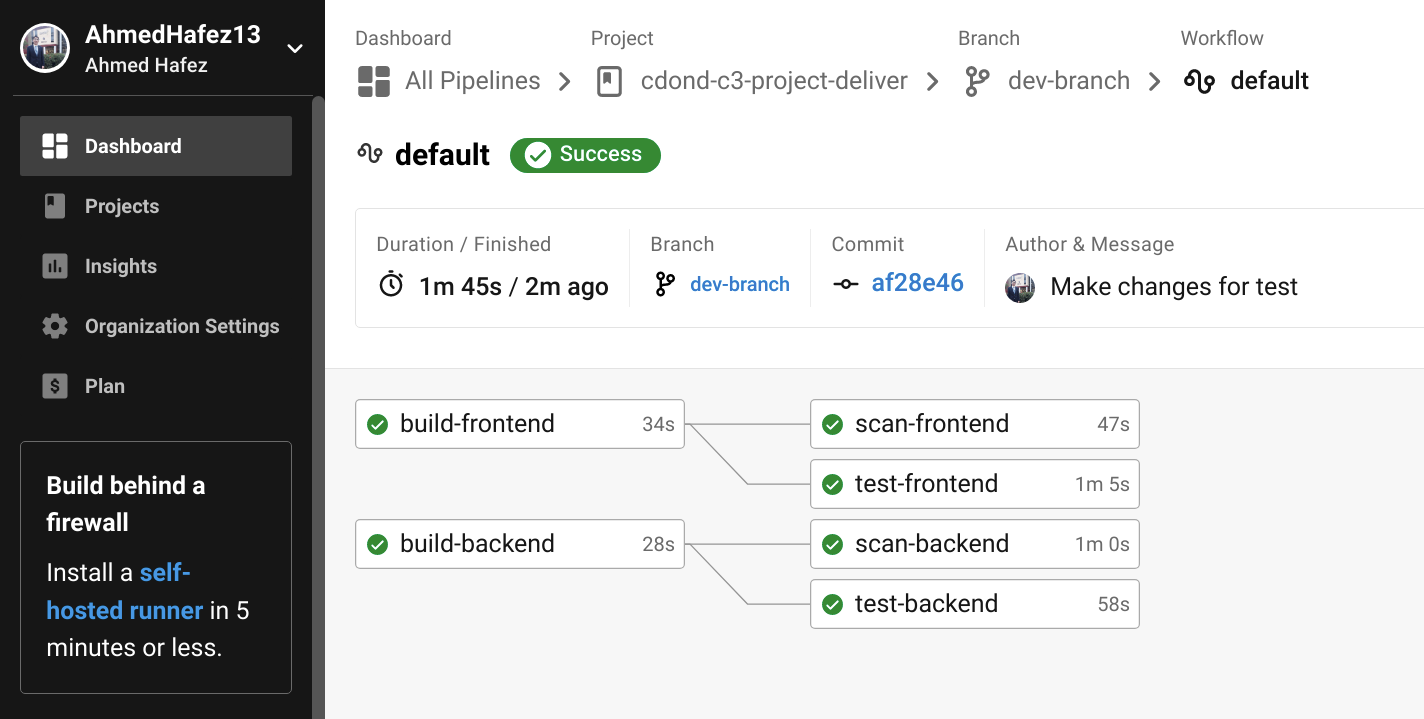 AhmedHafez13
Ahmed Hafez
Dashboard
Projects
Insights
Organization Settings
Plan
Build behind a
firewall
Install a self-
hosted runner in 5
minutes or less.
Dashboard Project Branch Workflow
All Pipelines cdond-c3-project-deliver dev-branch default
default Success
Duration / Finished Branch Commit Author & Message
1m 45s / 2m ago dev-branch af28e46 Make changes for test
build-frontend 34s scan-frontend 47s
test-frontend 1m 5s
build-backend 28s scan-backend 1m 0s
test-backend 58s